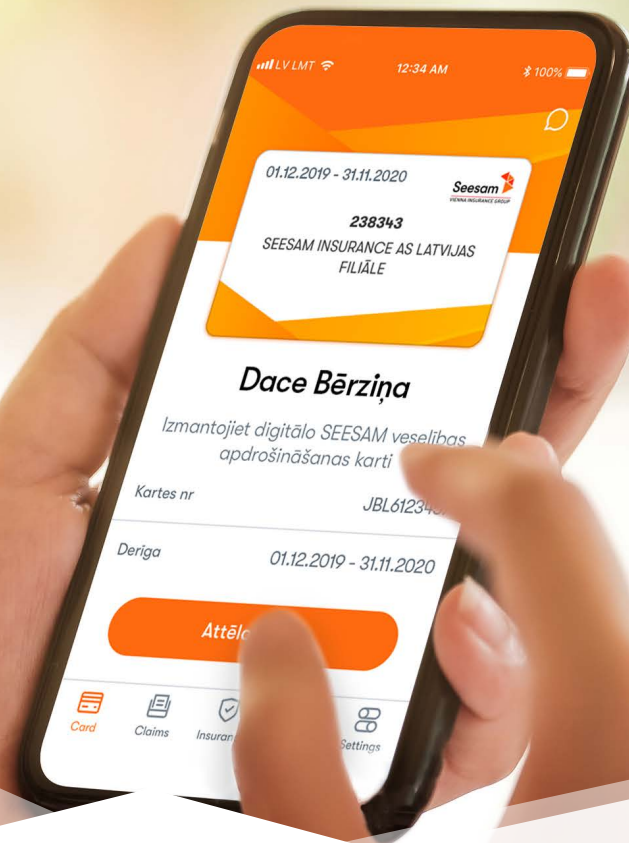 LV LMT 12:34 AM 100%
01.12.2019 - 31.11.2020
Seesam
VIENNA INSURANCE GROUP
238343
SEESAM INSURANCE AS LATVIJAS
FILIĀLE
Dace Bērziņa
Izmantojiet digitālo SEESAM veselības
apdrošināšanas karti
Kartes nr
Derīga 01.12.2019 - 31.11.2020
Card Claims Settings